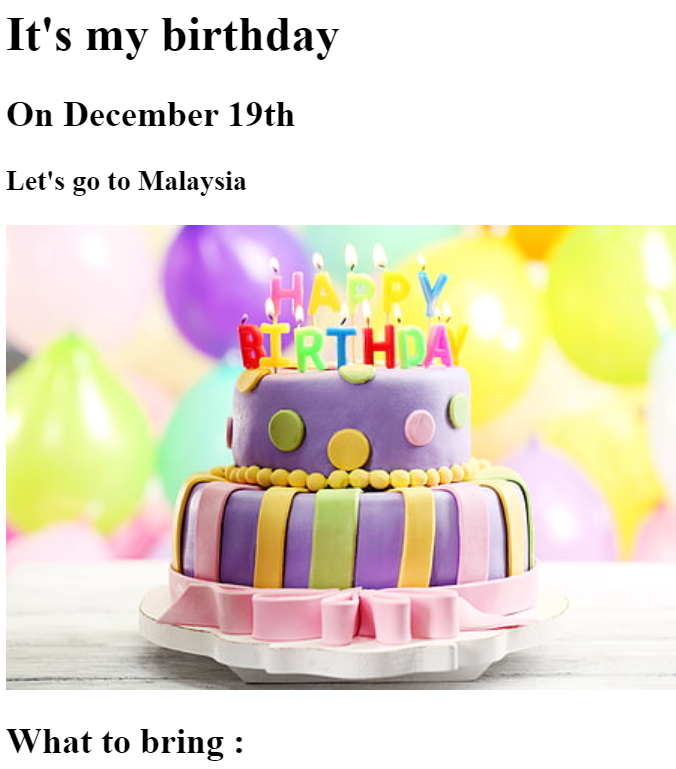 It's my birthday
On December 19th
Let's go to Malaysia
HAPPY
BIRTHDAY
What to bring :